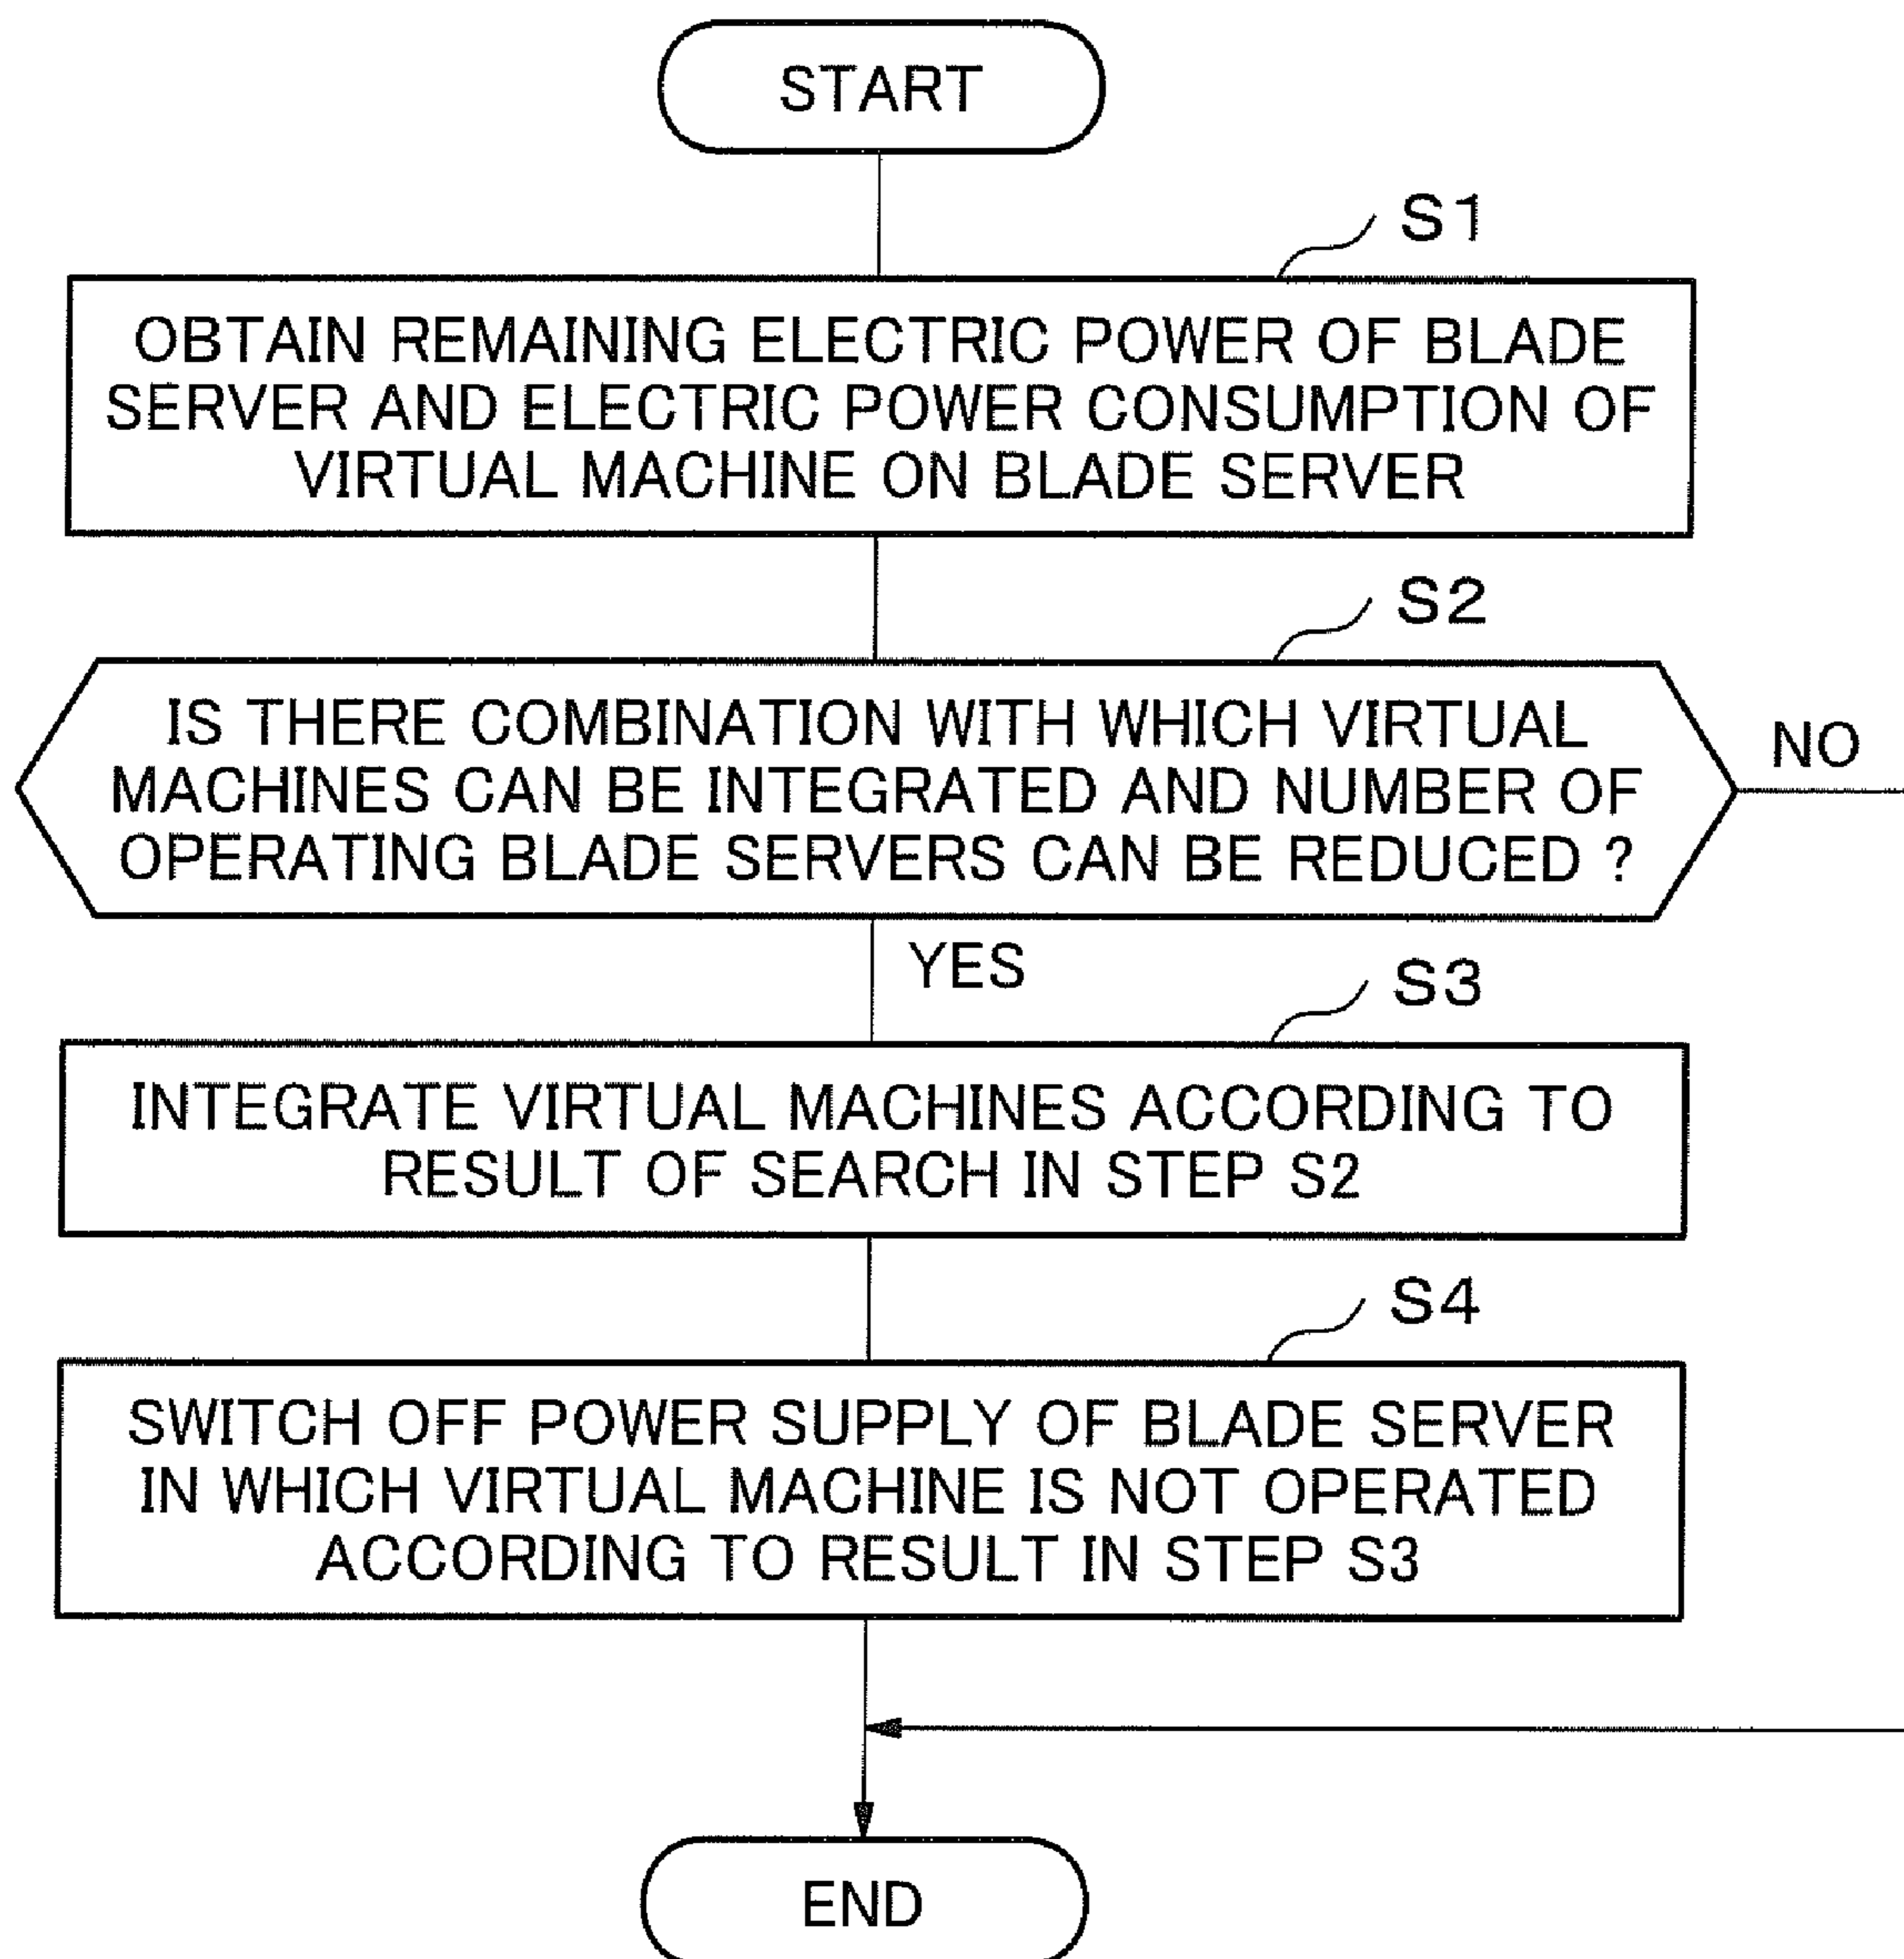 START
S1
OBTAIN REMAINING ELECTRIC POWER OF BLADE
SERVER AND ELECTRIC POWER CONSUMPTION OF
VIRTUAL MACHINE ON BLADE SERVER
S2
IS THERE COMBINATION WITH WHICH VIRTUAL
MACHINES CAN BE INTEGRATED AND NUMBER OF
OPERATING BLADE SERVERS CAN BE REDUCED ?
NO
YES
S3
INTEGRATE VIRTUAL MACHINES ACCORDING TO
RESULT OF SEARCH IN STEP S2
S4
SWITCH OFF POWER SUPPLY OF BLADE SERVER
IN WHICH VIRTUAL MACHINE IS NOT OPERATED
ACCORDING TO RESULT IN STEP S3
END